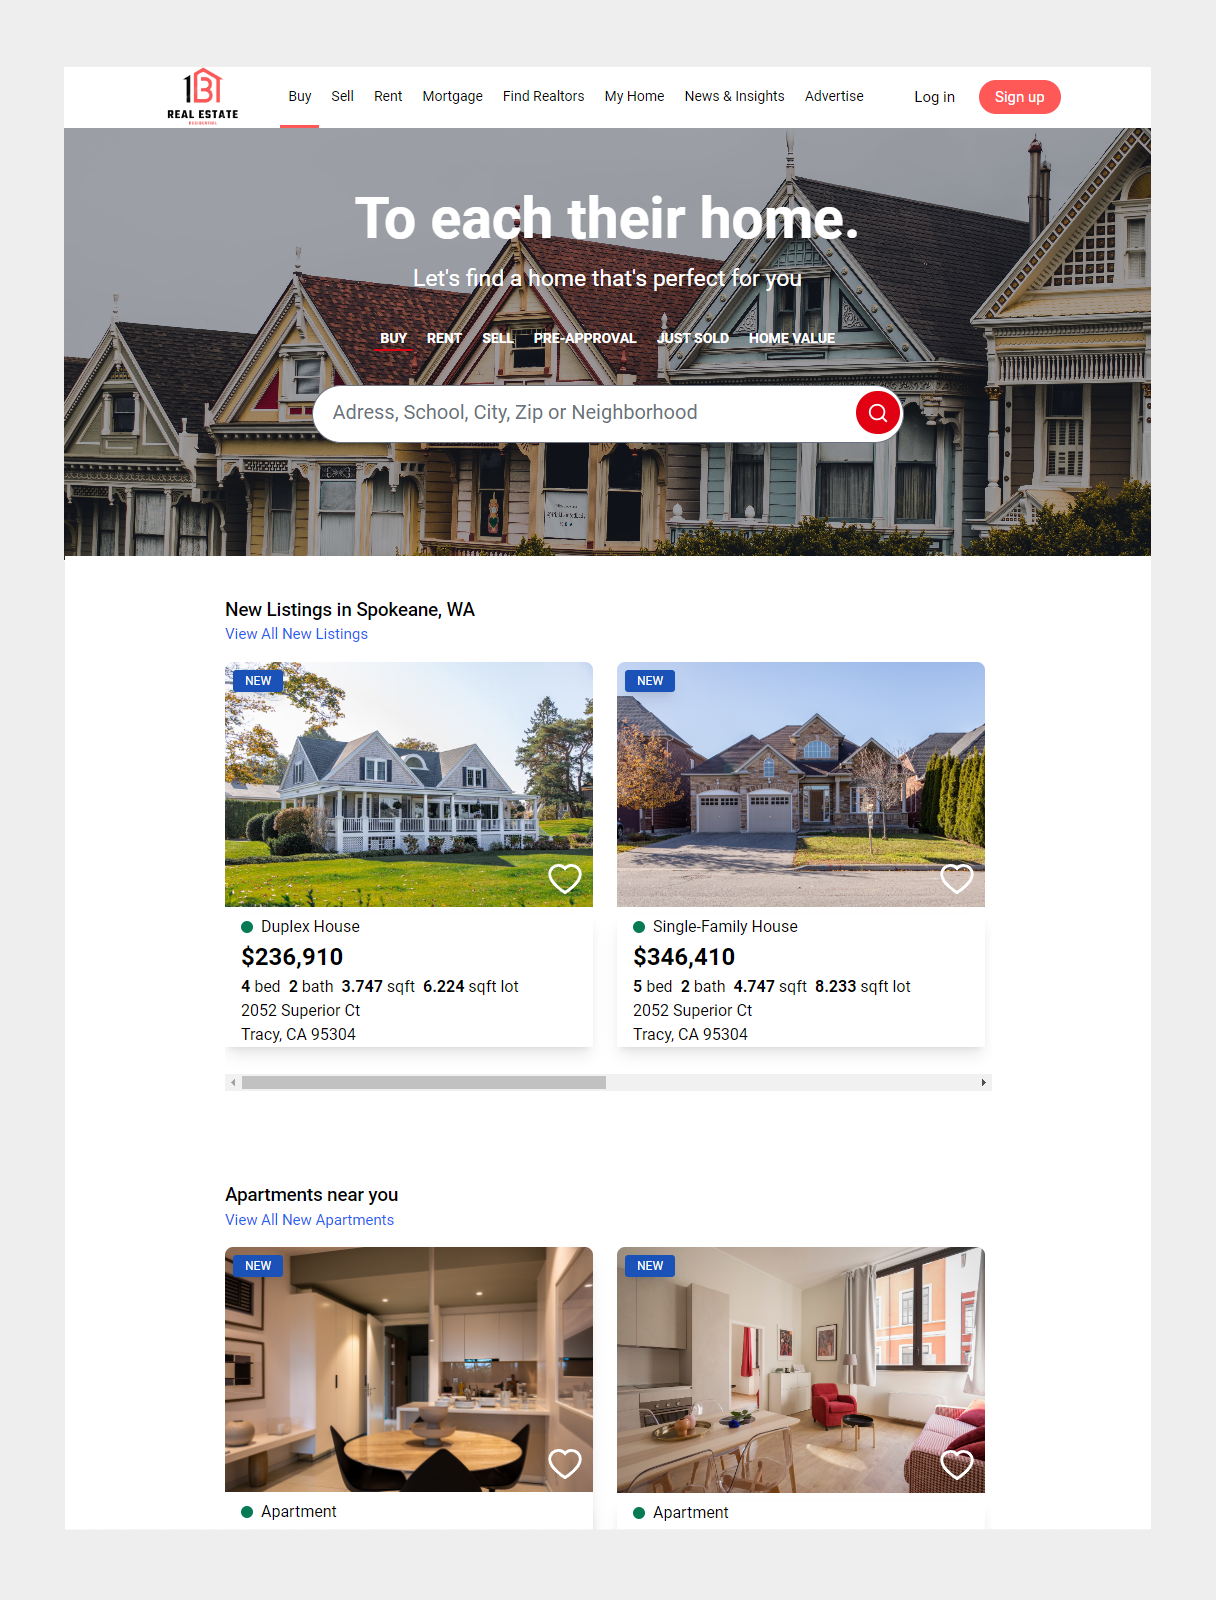 1B
REAL ESTATE
RESIDENTIAL
Buy Sell Rent Mortgage Find Realtors My Home News & Insights Advertise Log in Sign up
To each their home.
Let's find a home that's perfect for you
BUY RENT SELL PRE-APPROVAL JUST SOLD HOME VALUE
Adress, School, City, Zip or Neighborhood
New Listings in Spokeane, WA
View All New Listings
NEW
NEW
Duplex House
$236,910
4 bed 2 bath 3.747 sqft 6.224 sqft lot
2052 Superior Ct
Tracy, CA 95304
Single-Family House
$346,410
5 bed 2 bath 4.747 sqft 8.233 sqft lot
2052 Superior Ct
Tracy, CA 95304
Apartments near you
View All New Apartments
NEW
NEW
Apartment
Apartment